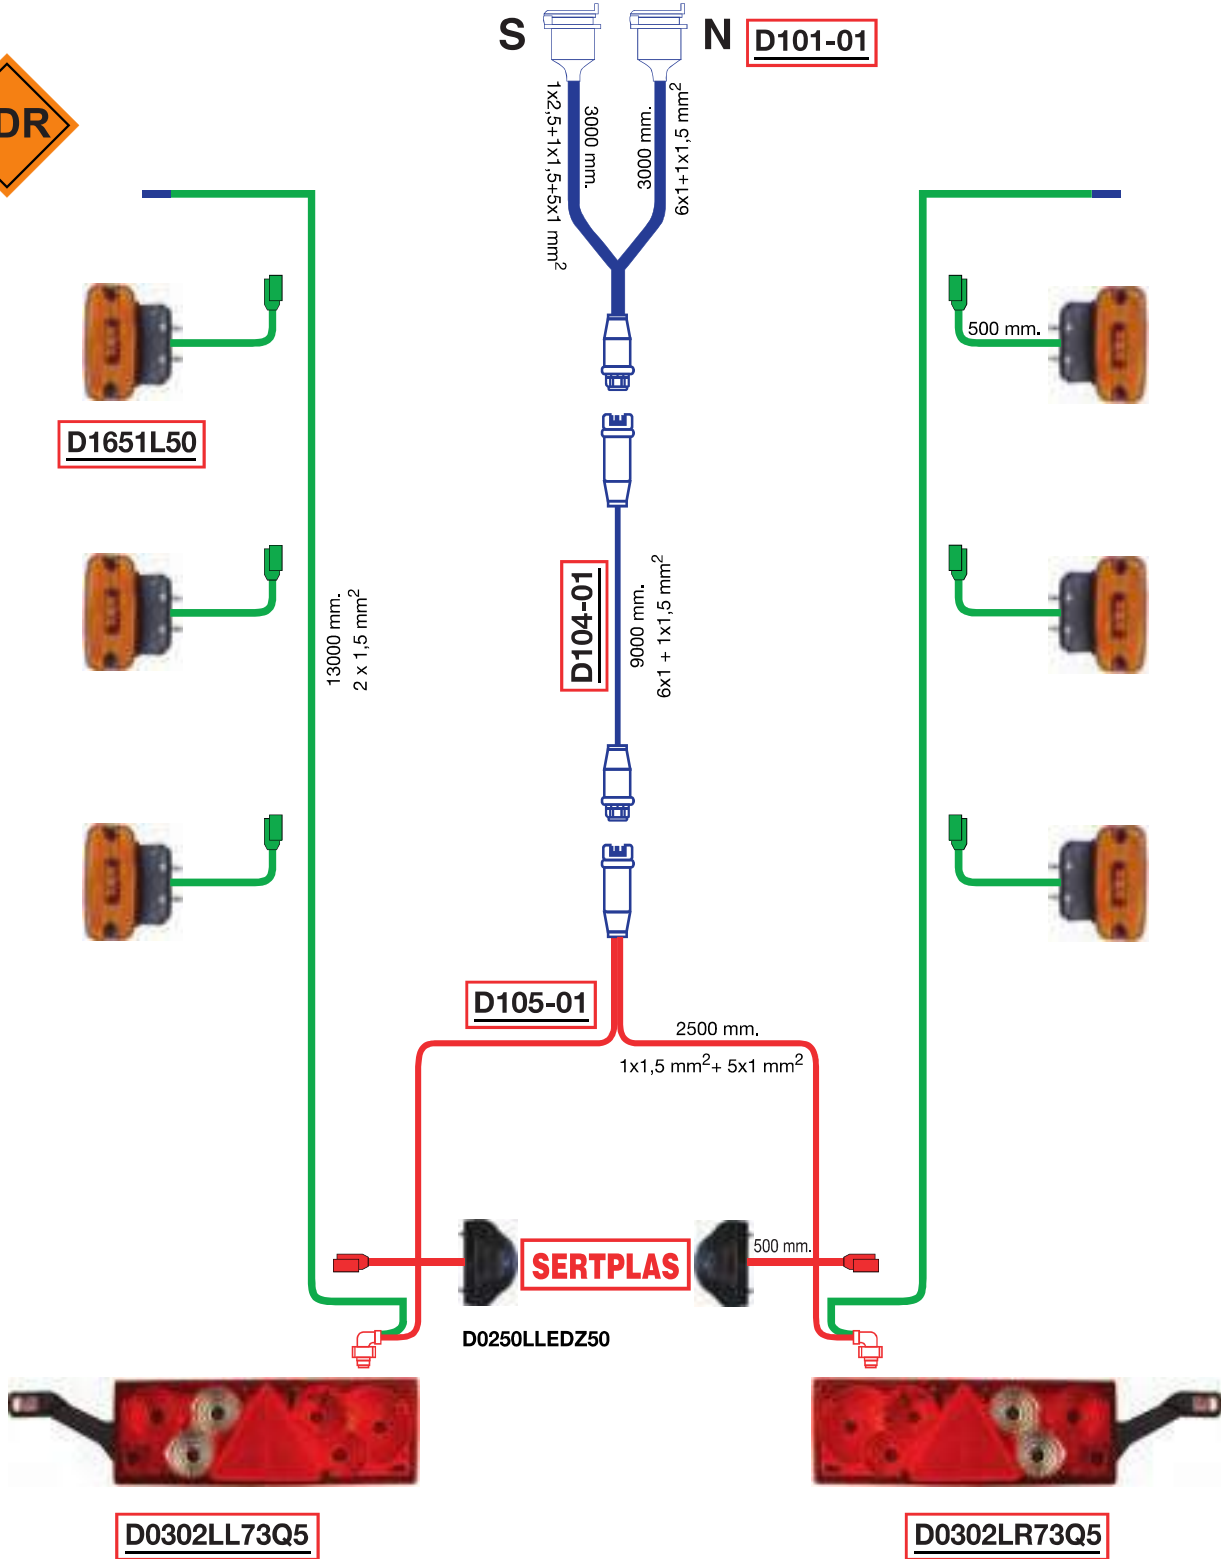 S
N
D101-01
DR
1x2,5+1x1,5+5x1 mm²
3000 mm.
3000 mm.
6x1+1x1,5 mm²
500 mm.
D1651L50
13000 mm.
2 x 1,5 mm²
D104-01
9000 mm.
6x1 + 1x1,5 mm²
D105-01
2500 mm.
1x1,5 mm²+ 5x1 mm²
SERTPLAS
500 mm.
D0250LLEDZ50
D0302LL73Q5
D0302LR73Q5